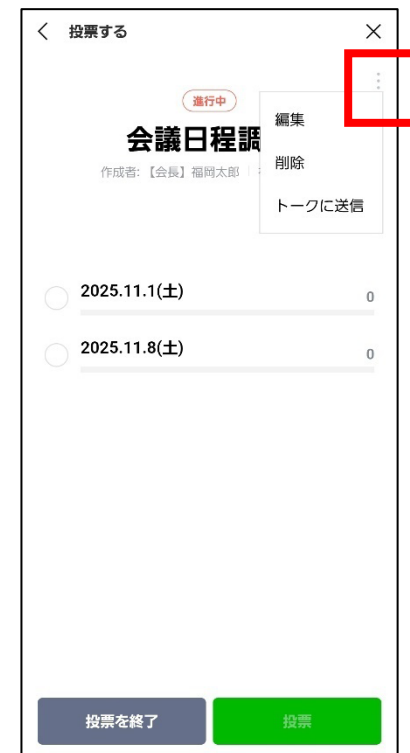 投票する
進行中
編集
会議日程調
削除
作成者:【会長】福岡太郎
トークに送信
2025.11.1(土)
0
2025.11.8(土)
0
投票を終了
投票